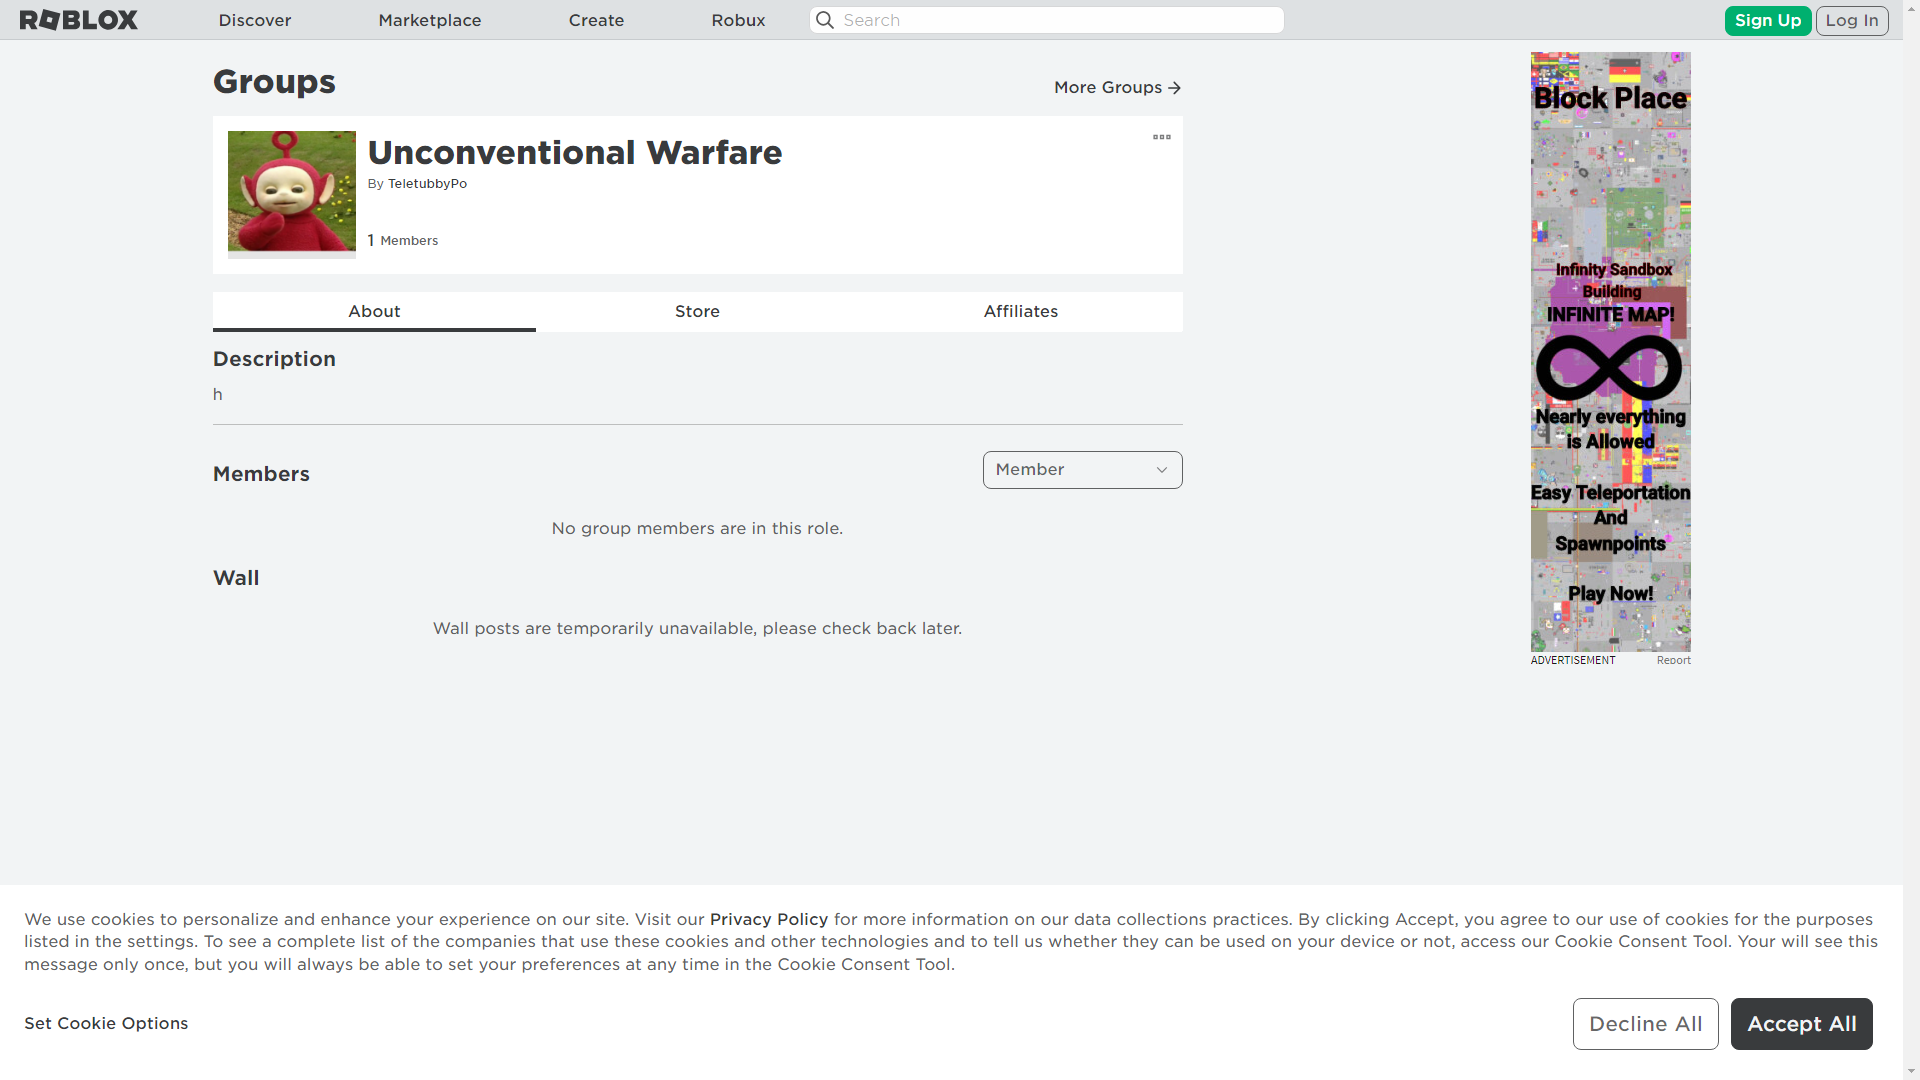 ROBLOX
Discover
Marketplace
Create
Robux
Search
Sign Up
Log In
Groups
More Groups
Unconventional Warfare
By TeletubbyPo
1 Members
About
Store
Affiliates
Description
h
Members
Member
No group members are in this role.
Wall
Wall posts are temporarily unavailable, please check back later.
Block Place
Infinity Sandbox
Building
INFINITE MAP!
Nearly everything
is Allowed
Easy Teleportation
And
Spawnpoints
Play Now!
ADVERTISEMENT
Report
We use cookies to personalize and enhance your experience on our site. Visit our Privacy Policy for more information on our data collections practices. By clicking Accept, you agree to our use of cookies for the purposes
listed in the settings. To see a complete list of the companies that use these cookies and other technologies and to tell us whether they can be used on your device or not, access our Cookie Consent Tool. Your will see this
message only once, but you will always be able to set your preferences at any time in the Cookie Consent Tool.
Set Cookie Options
Decline All
Accept All